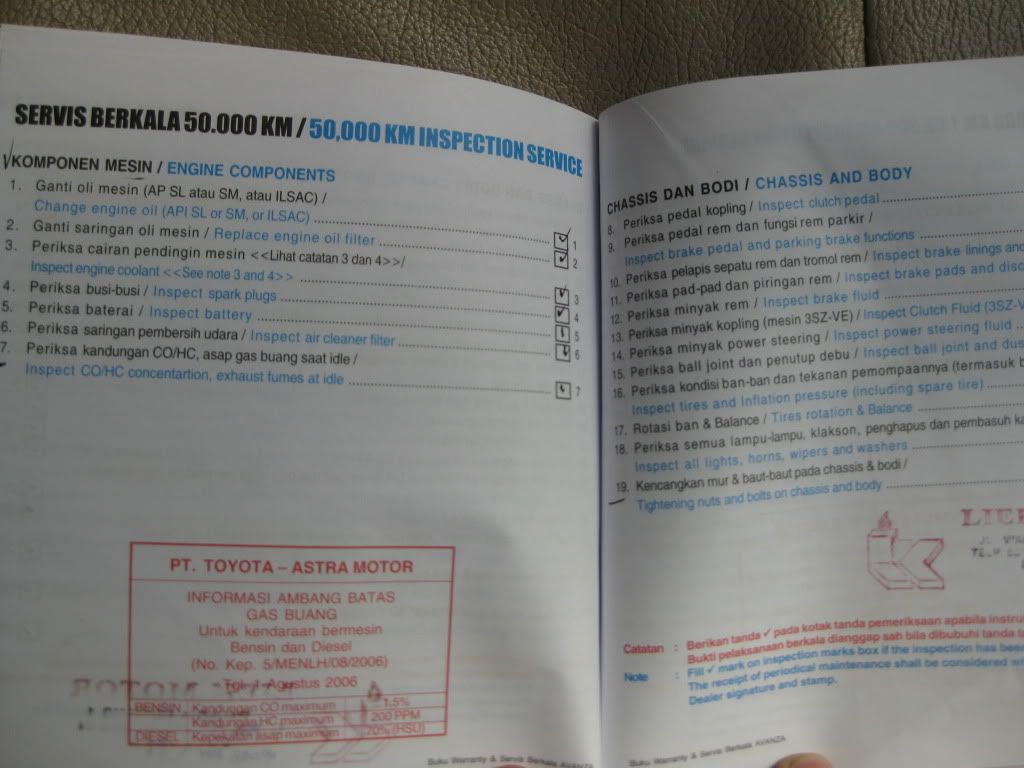 SERVIS BERKALA 50.000 KM / 50,000 KM INSPECTION SERVICE
√KOMPONEN MESIN / ENGINE COMPONENTS
1. Ganti oli mesin (AP SL atau SM, atau ILSAC) /
Change engine oil (API SL or SM, or ILSAC) ........ 1
2. Ganti saringan oli mesin / Replace engine oil filter ........ 2
3. Periksa cairan pendingin mesin <<Lihat catatan 3 dan 4>>/
Inspect engine coolant <<See note 3 and 4>> ........ 3
4. Periksa busi-busi / Inspect spark plugs ........ 4
5. Periksa baterai / Inspect battery ........ 5
6. Periksa saringan pembersih udara / Inspect air cleaner filter ........ 6
7. Periksa kandungan CO/HC, asap gas buang saat idle /
Inspect CO/HC concentartion, exhaust fumes at idle ........ 7
PT. TOYOTA – ASTRA MOTOR
INFORMASI AMBANG BATAS
GAS BUANG
Untuk kendaraan bermesin
Bensin dan Diesel
(No. Kep. 5/MENLH/08/2006)
Tgl. 1 Agustus 2006
BENSIN Kandungan CO maximum 1.5%
Kandungan HC maximum 200 PPM
DIESEL Kepekatan asap maximum 70% (HSU)
Buku Warranty & Servis Berkala AVANZA
CHASSIS DAN BODI / CHASSIS AND BODY
8. Periksa pedal kopling / Inspect clutch pedal ........
9. Periksa pedal rem dan fungsi rem parkir /
Inspect brake pedal and parking brake functions ........
10. Periksa pelapis sepatu rem dan tromol rem / Inspect brake linings and
11. Periksa pad-pad dan piringan rem / Inspect brake pads and disc
12. Periksa minyak rem / Inspect brake fluid ........
13. Periksa minyak kopling (mesin 3SZ-VE) / Inspect Clutch Fluid (3SZ-V
14. Periksa minyak power steering / Inspect power steering fluid ....
15. Periksa ball joint dan penutup debu / Inspect ball joint and dus
16. Periksa kondisi ban-ban dan tekanan pemompaannya (termasuk b
Inspect tires and Inflation pressure (including spare tire) ........
17. Rotasi ban & Balance / Tires rotation & Balance ........
18. Periksa semua lampu-lampu, klakson, penghapus dan pembasuh ka
Inspect all lights, horns, wipers and washers ........
19. Kencangkan mur & baut-baut pada chassis & bodi /
Tightening nuts and bolts on chassis and body ........
Catatan : Berikan tanda ✓ pada kotak tanda pemeriksaan apabila instru
Bukti pelaksanaan berkala dianggap sah bila dibubuhi tanda ta
Note : Fill ✓ mark on inspection marks box if the inspection has bee
The receipt of periodical maintenance shall be considered w
Dealer signature and stamp.
Buku Warranty & Servis Berkala AVANZA